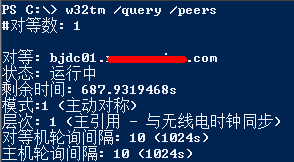 PS C:\> w32tm /query /peers
#对等数: 1
对等: bjdc01. .com
状态: 运行中
剩余时间: 687.9319468s
模式:1 (主动对称)
层次: 1 (主引用 - 与无线电时钟同步)
对等机轮询间隔: 10 (1024s)
主机轮询间隔: 10 (1024s)